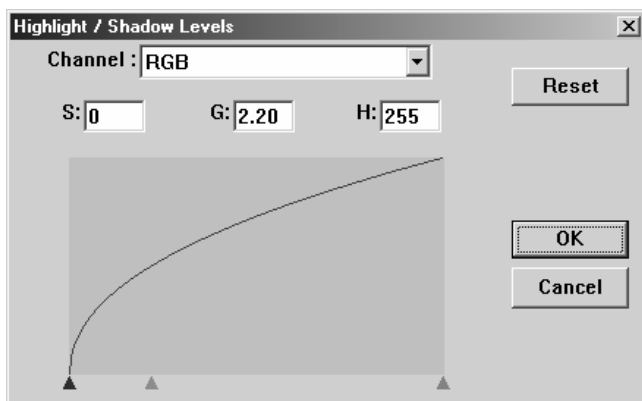 Highlight / Shadow Levels
Channel : RGB
Reset
S: 0 G: 2.20 H: 255
OK
Cancel